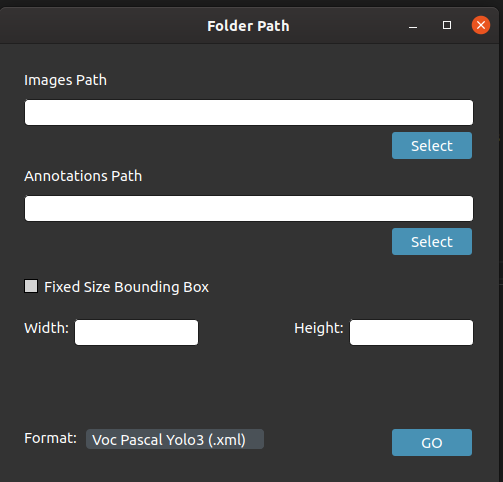 Folder Path
Images Path
Select
Annotations Path
Select
Fixed Size Bounding Box
Width: Height:
Format: Voc Pascal Yolo3 (.xml) GO